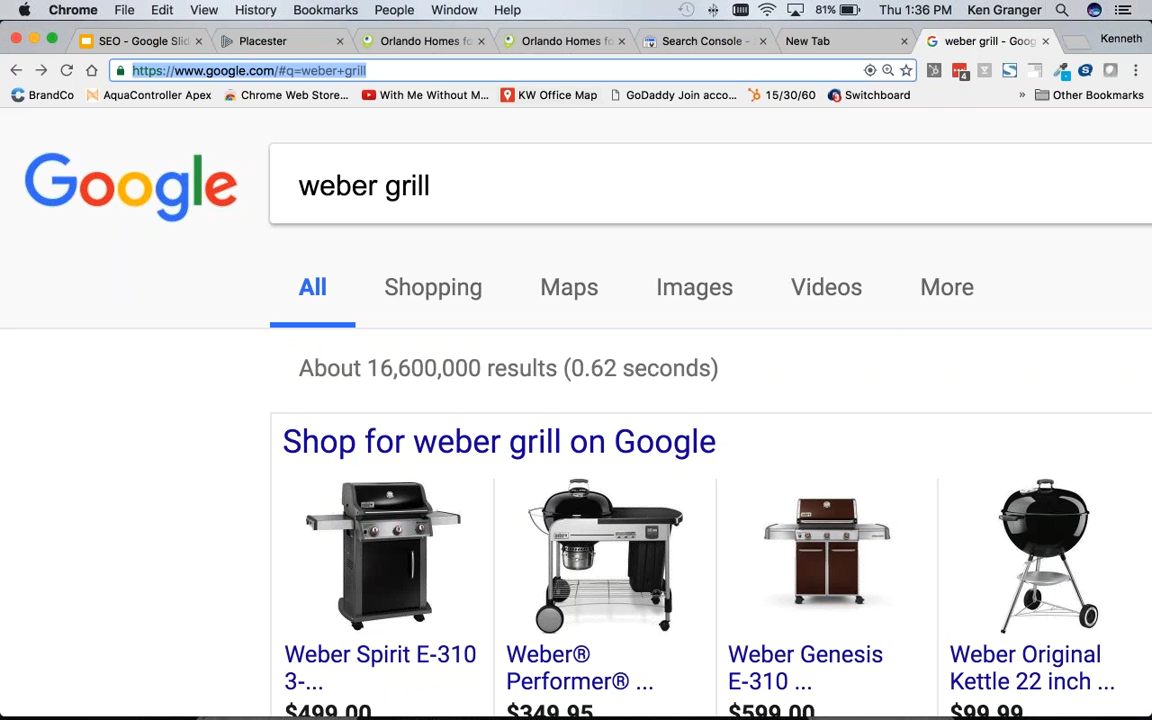 Chrome File Edit View History Bookmarks People Window Help 81% Thu 1:36 PM Ken Granger
SEO - Google Slid Placester Orlando Homes fo Orlando Homes fo Search Console - New Tab weber grill - Goog Kenneth
https://www.google.com/#q=weber+grill
BrandCo AquaController Apex Chrome Web Store... With Me Without M... KW Office Map GoDaddy Join acco... 15/30/60 Switchboard » Other Bookmarks
Google weber grill
All Shopping Maps Images Videos More
About 16,600,000 results (0.62 seconds)
Shop for weber grill on Google
Weber Spirit E-310 3-...
Weber® Performer® ...
Weber Genesis E-310 ...
Weber Original Kettle 22 inch ...
$499.00 $349.95 $599.00 $99.99